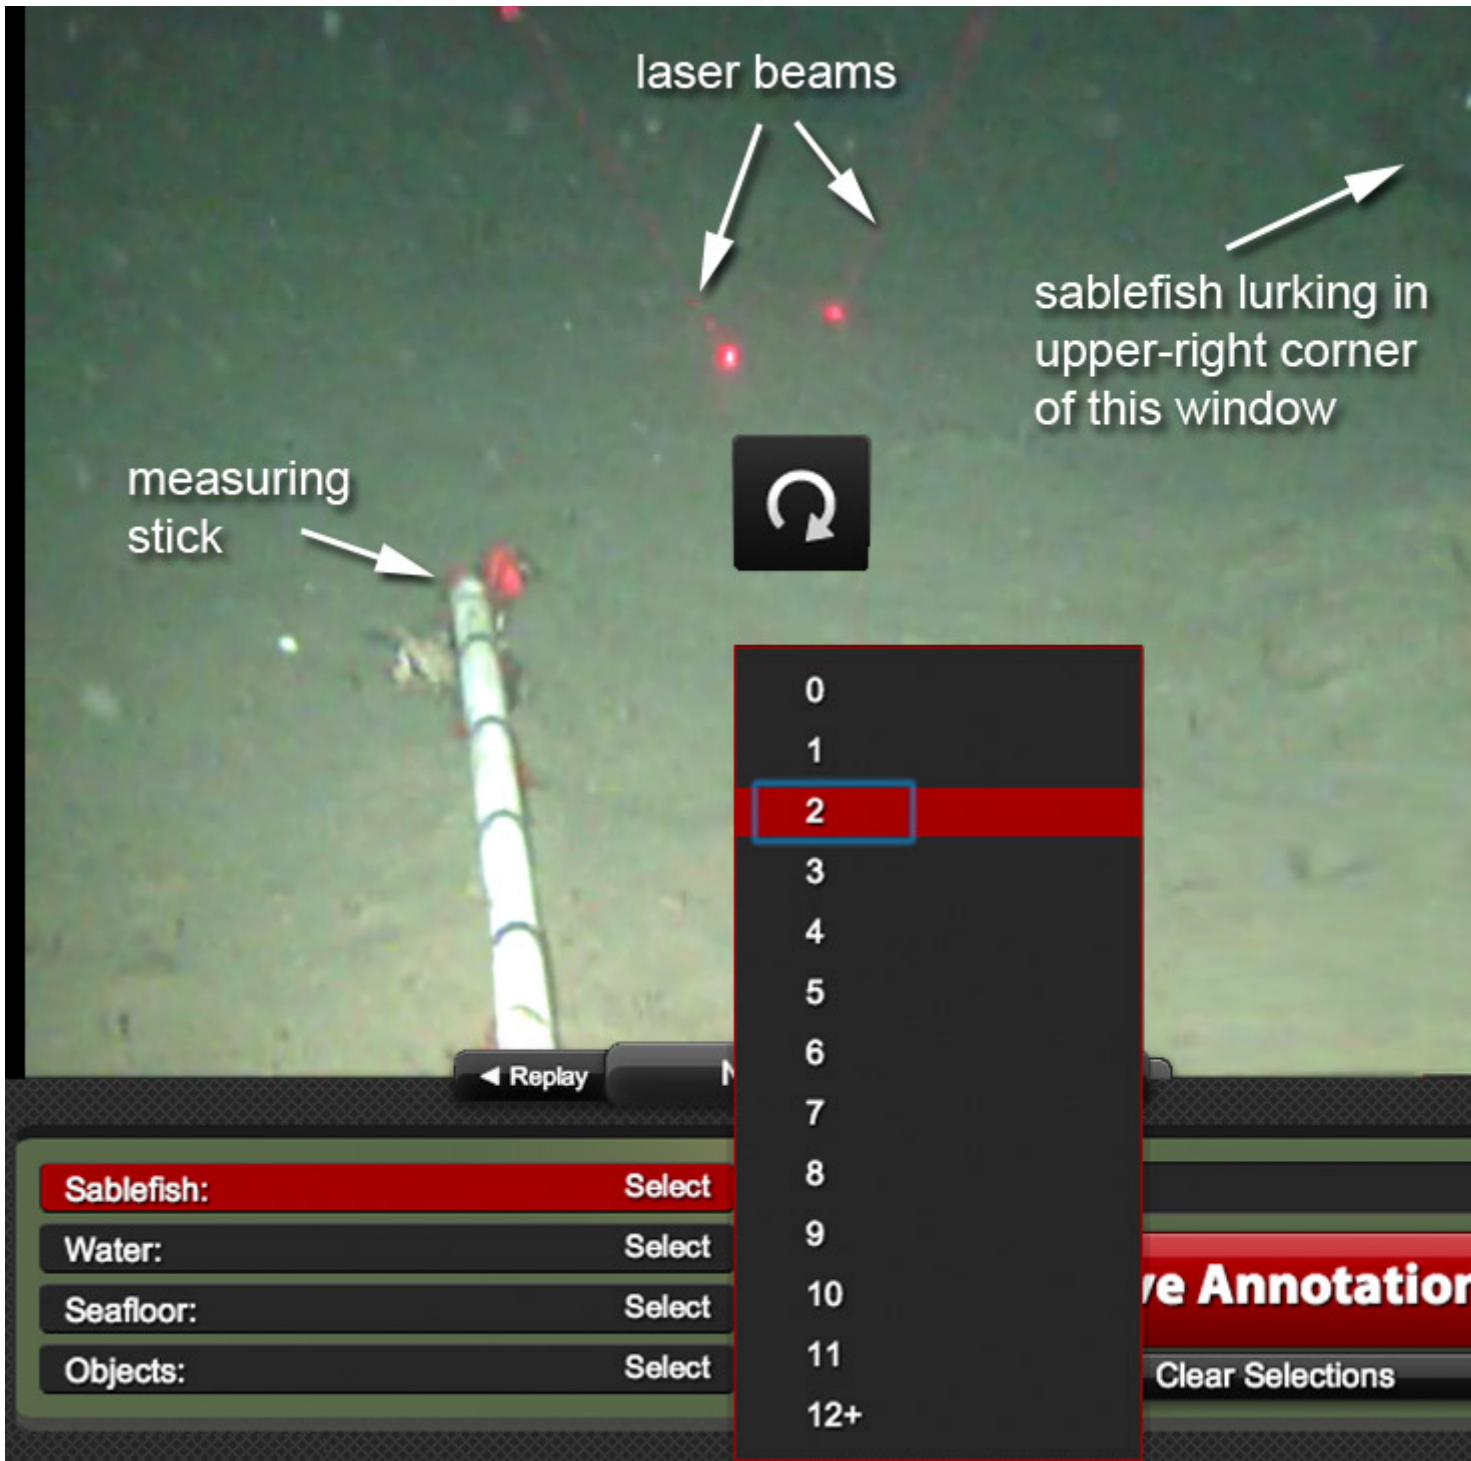 laser beams
sablefish lurking in
upper-right corner
of this window
measuring
stick
0
1
2
3
4
5
6
7
8
9
10
11
12+
◀ Replay
Sablefish: Select
Water: Select
Seafloor: Select
Objects: Select
Annotation
Clear Selections